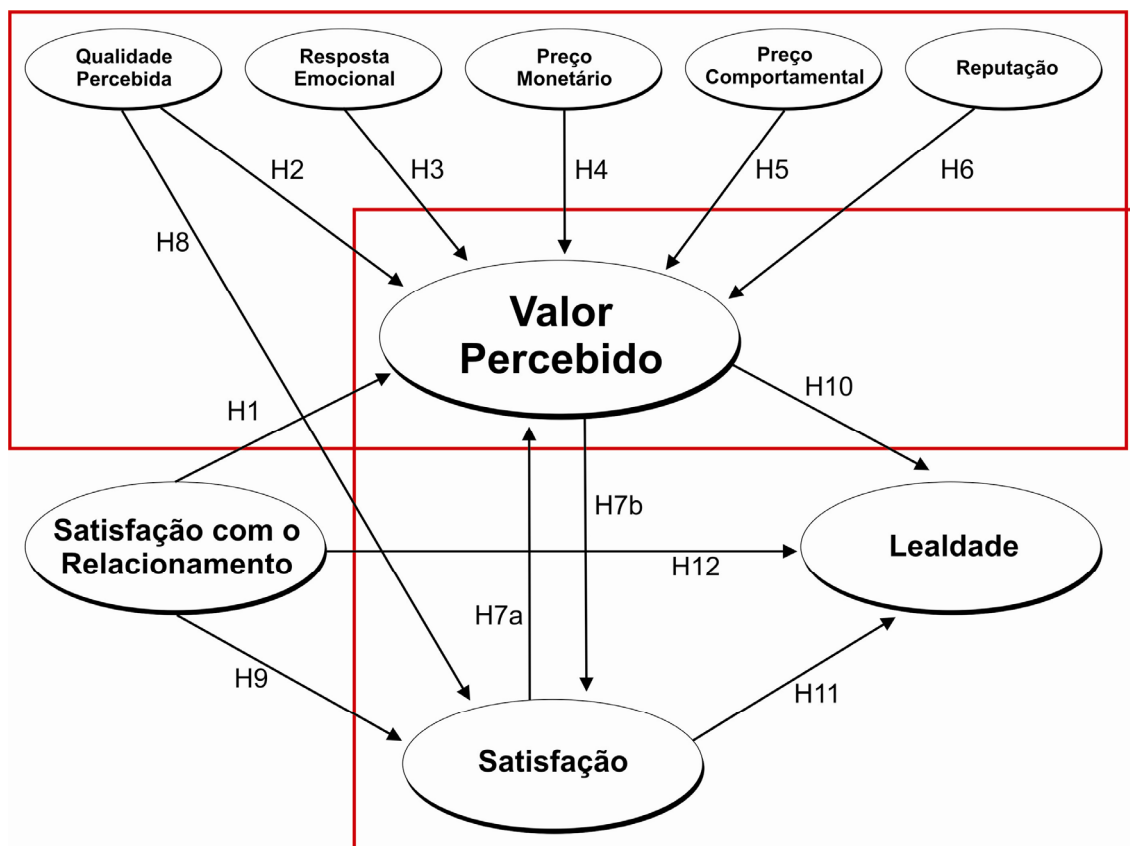 Qualidade
Percebida
Resposta
Emocional
Preço
Monetário
Preço
Comportamental
Reputação
H2
H3
H4
H5
H6
H8
Valor
Percebido
H1
H10
Satisfação com o
Relacionamento
H7b
Lealdade
H12
H7a
H9
H11
Satisfação